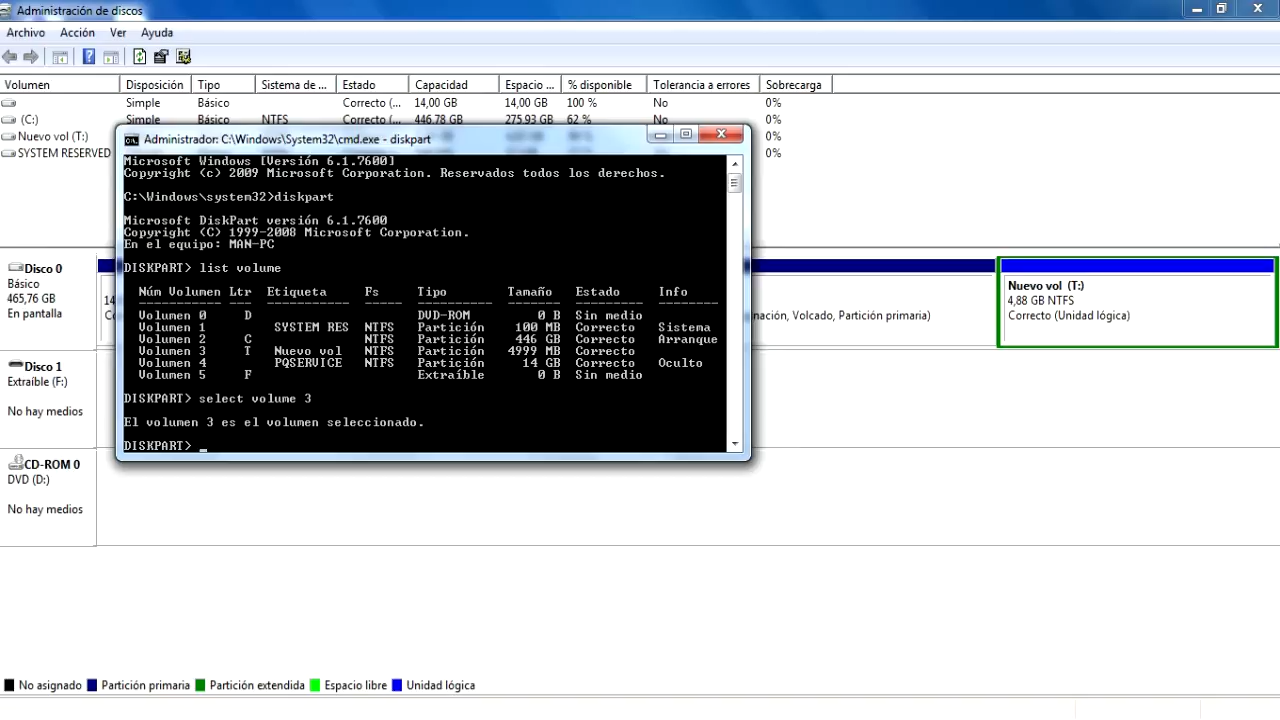 Administración de discos
Archivo Acción Ver Ayuda
Volumen Disposición Tipo Sistema de ... Estado Capacidad Espacio ... % disponible Tolerancia a errores Sobrecarga
Simple Básico Correcto (... 14,00 GB 14,00 GB 100 % No 0%
(C:) Simple Básico NTFS Correcto (... 446,78 GB 275,93 GB 62 % No 0%
Nuevo vol (T:) 0%
SYSTEM RESERVED 0%
Administrador: C:\Windows\System32\cmd.exe - diskpart
Microsoft Windows [Versión 6.1.7600]
Copyright (c) 2009 Microsoft Corporation. Reservados todos los derechos.
C:\Windows\system32>diskpart
Microsoft DiskPart versión 6.1.7600
Copyright (C) 1999-2008 Microsoft Corporation.
En el equipo: MAN-PC
DISKPART> list volume
Núm Volumen Ltr Etiqueta Fs Tipo Tamaño Estado Info
----------- --- ----------- ----- ---------- ------- --------- --------
Volumen 0 D DVD-ROM 0 B Sin medio
Volumen 1 SYSTEM RES NTFS Partición 100 MB Correcto Sistema
Volumen 2 C NTFS Partición 446 GB Correcto Arranque
Volumen 3 T Nuevo vol NTFS Partición 4999 MB Correcto
Volumen 4 PQSERVICE NTFS Partición 14 GB Correcto Oculto
Volumen 5 F Extraíble 0 B Sin medio
DISKPART> select volume 3
El volumen 3 es el volumen seleccionado.
DISKPART> _
Disco 0
Básico
465,76 GB
En pantalla
14
Co
nación, Volcado, Partición primaria)
Nuevo vol (T:)
4,88 GB NTFS
Correcto (Unidad lógica)
Disco 1
Extraíble (F:)
No hay medios
CD-ROM 0
DVD (D:)
No hay medios
No asignado Partición primaria Partición extendida Espacio libre Unidad lógica